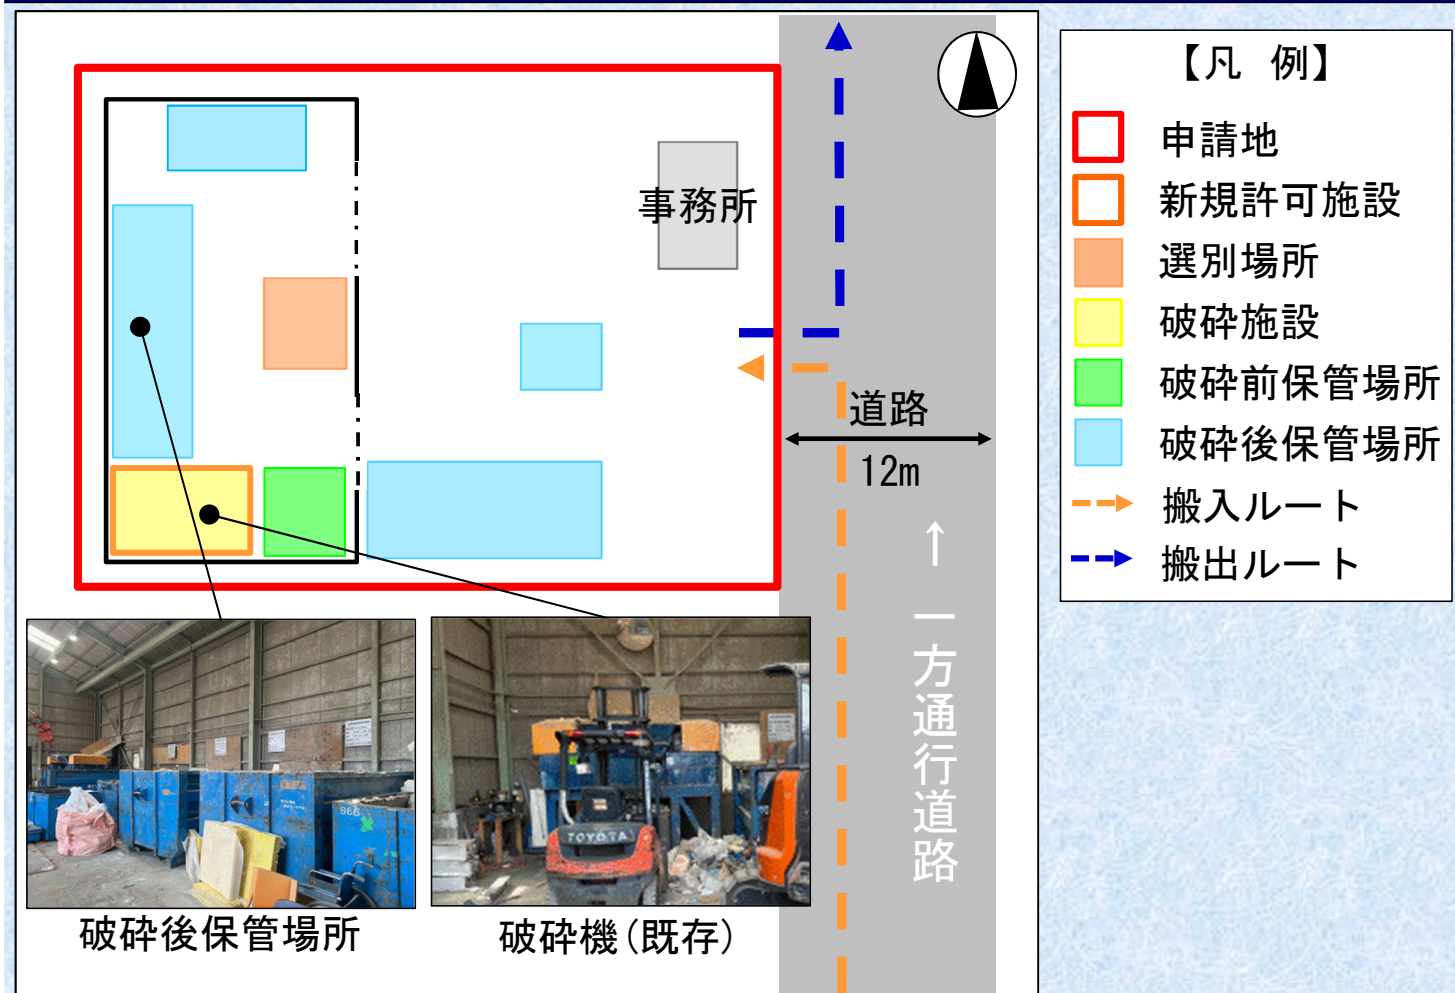 事務所
道路
12m
↑一方通行道路
【凡 例】
申請地
新規許可施設
選別場所
破砕施設
破砕前保管場所
破砕後保管場所
搬入ルート
搬出ルート
868
TOYOTA
破砕後保管場所
破砕機(既存)